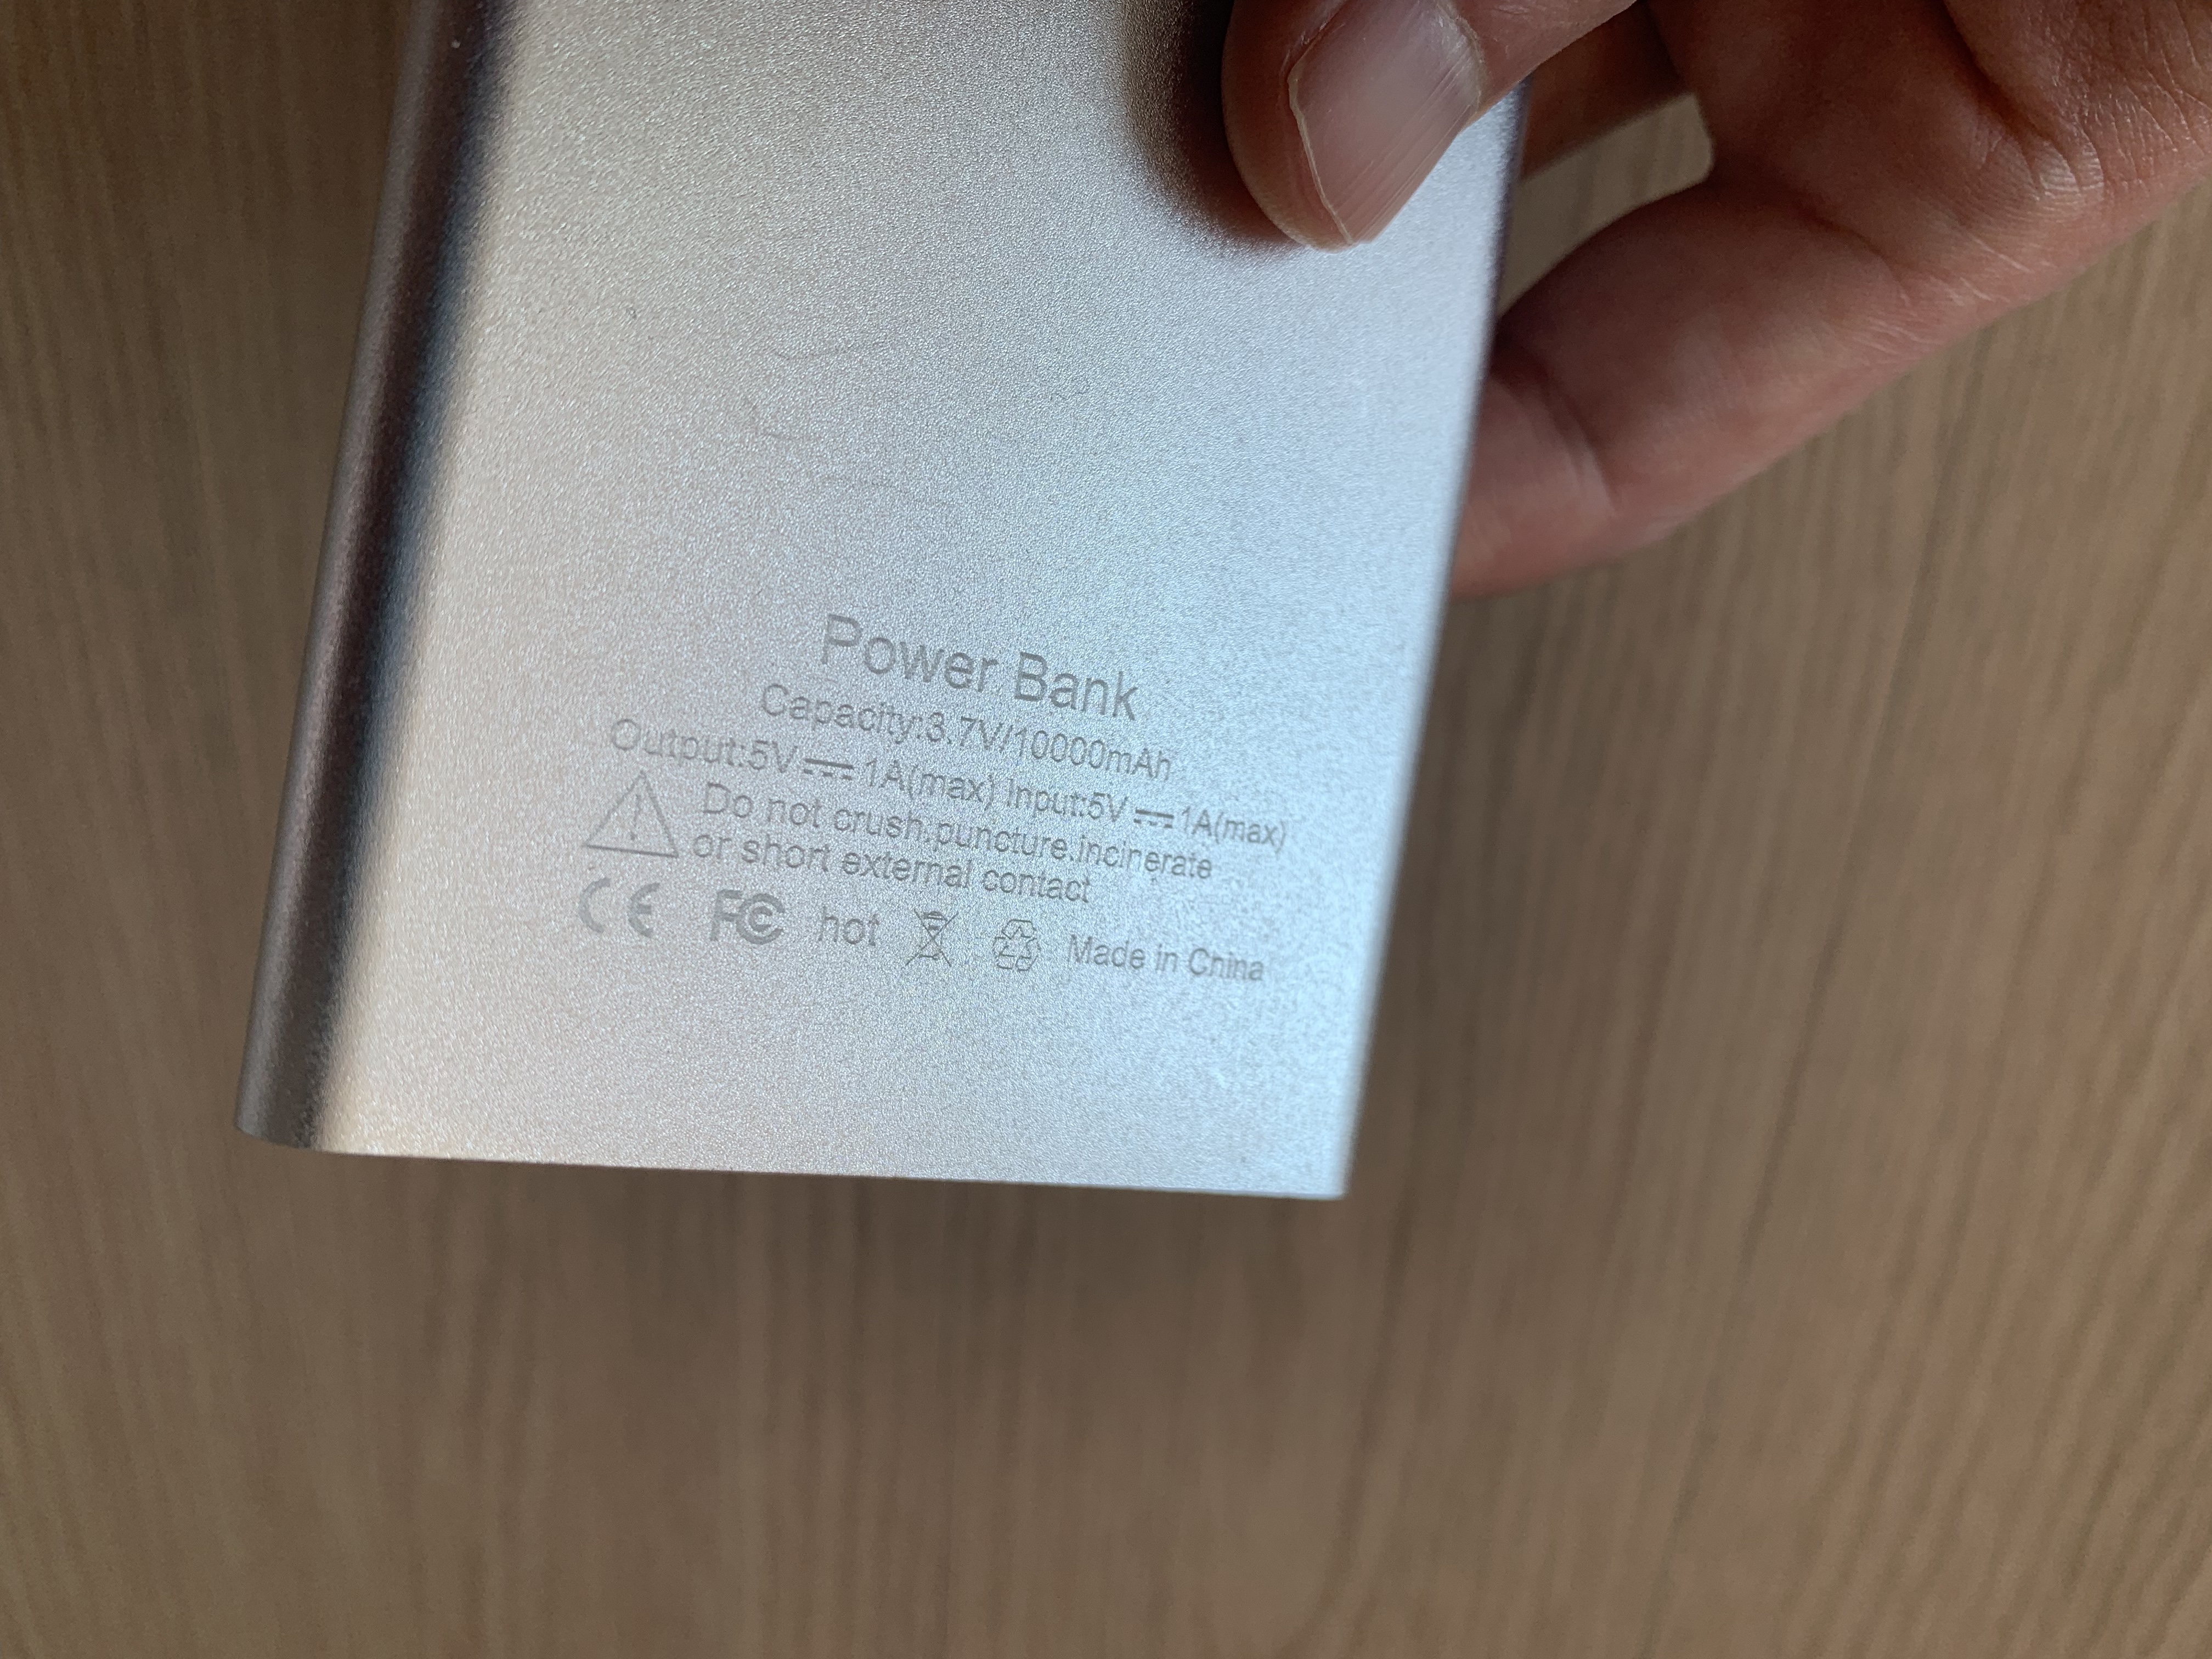 Power Bank
Capacity:3.7V/10000mAh
Output:5V⎓1A(max) Input:5V⎓1A(max)
Do not crush.puncture.incinerate
or short external contact
CE FC hot Made in China